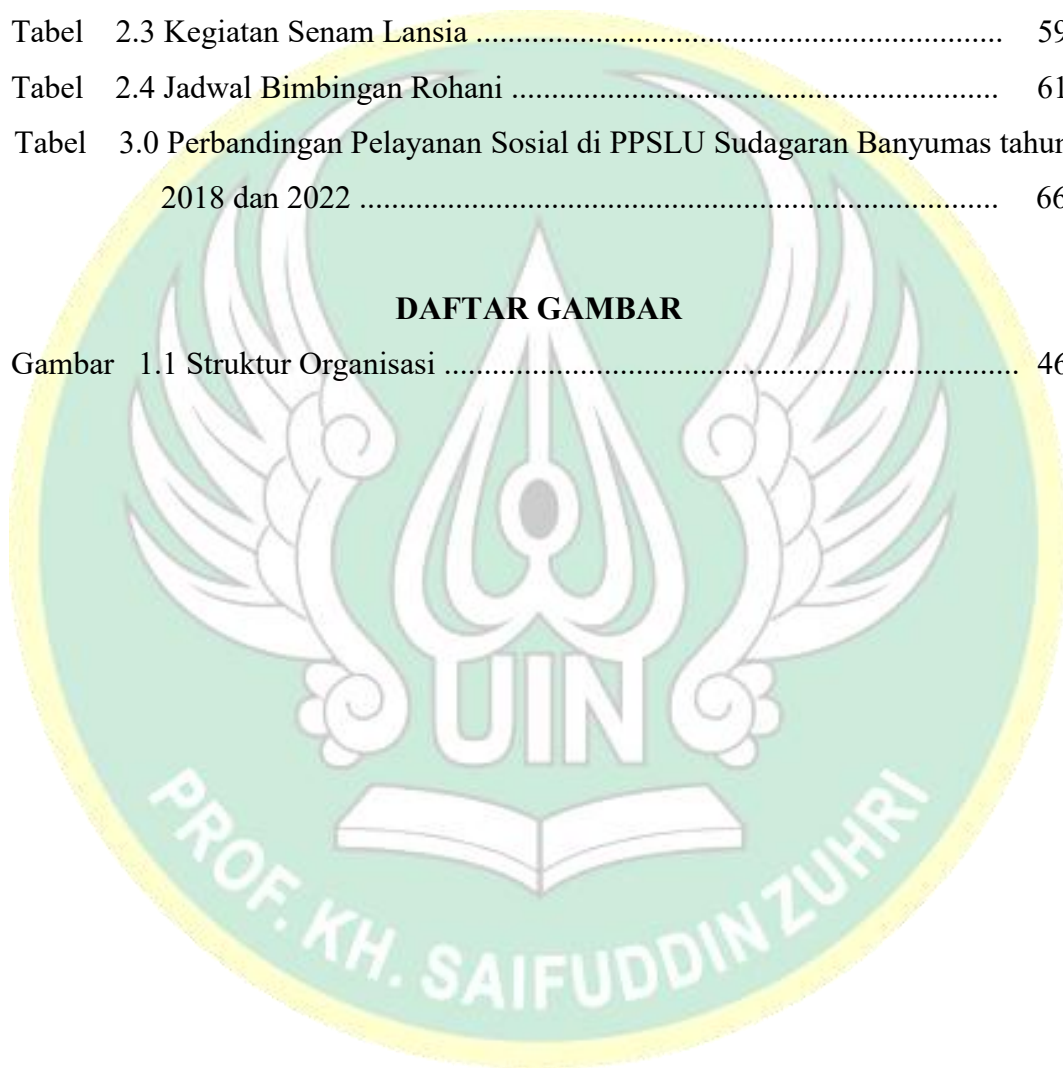 Tabel 2.3 Kegiatan Senam Lansia ................................................................. 59
Tabel 2.4 Jadwal Bimbingan Rohani ............................................................ 61
Tabel 3.0 Perbandingan Pelayanan Sosial di PPSLU Sudagaran Banyumas tahun
2018 dan 2022 ............................................................................... 66
DAFTAR GAMBAR
Gambar 1.1 Struktur Organisasi ....................................................................... 46
UIN
PROF. KH. SAIFUDDIN ZUHRI